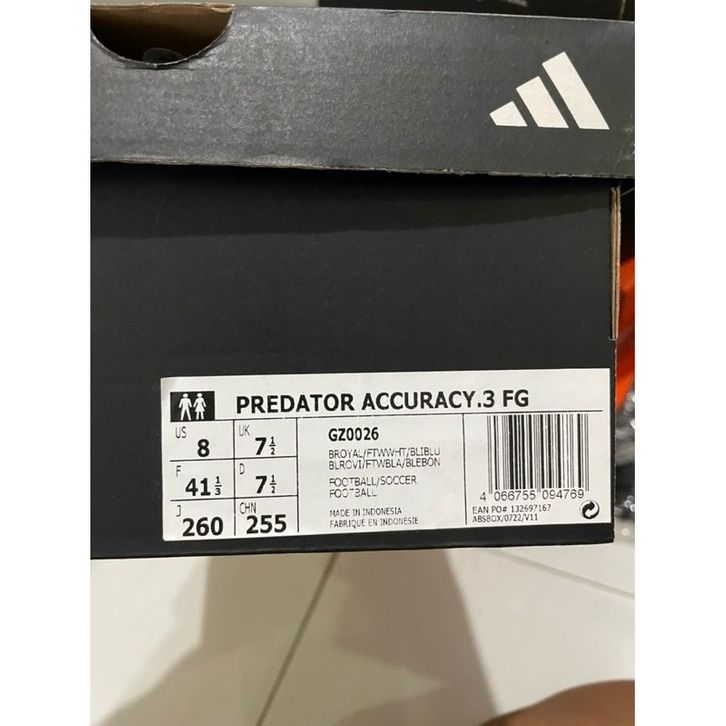 PREDATOR ACCURACY.3 FG
US 8 UK 7½
F 41⅓ D 7½
J 260 CHN 255
GZ0026
BROYAL/FTWWHT/BLIBLU
BLROVI/FTWBLA/BLEBON
FOOTBALL/SOCCER
FOOTBALL
MADE IN INDONESIA
FABRIQUE EN INDONESIE
4 066755 094769
EAN PO# 132697167
ABSBOX/0722/V11